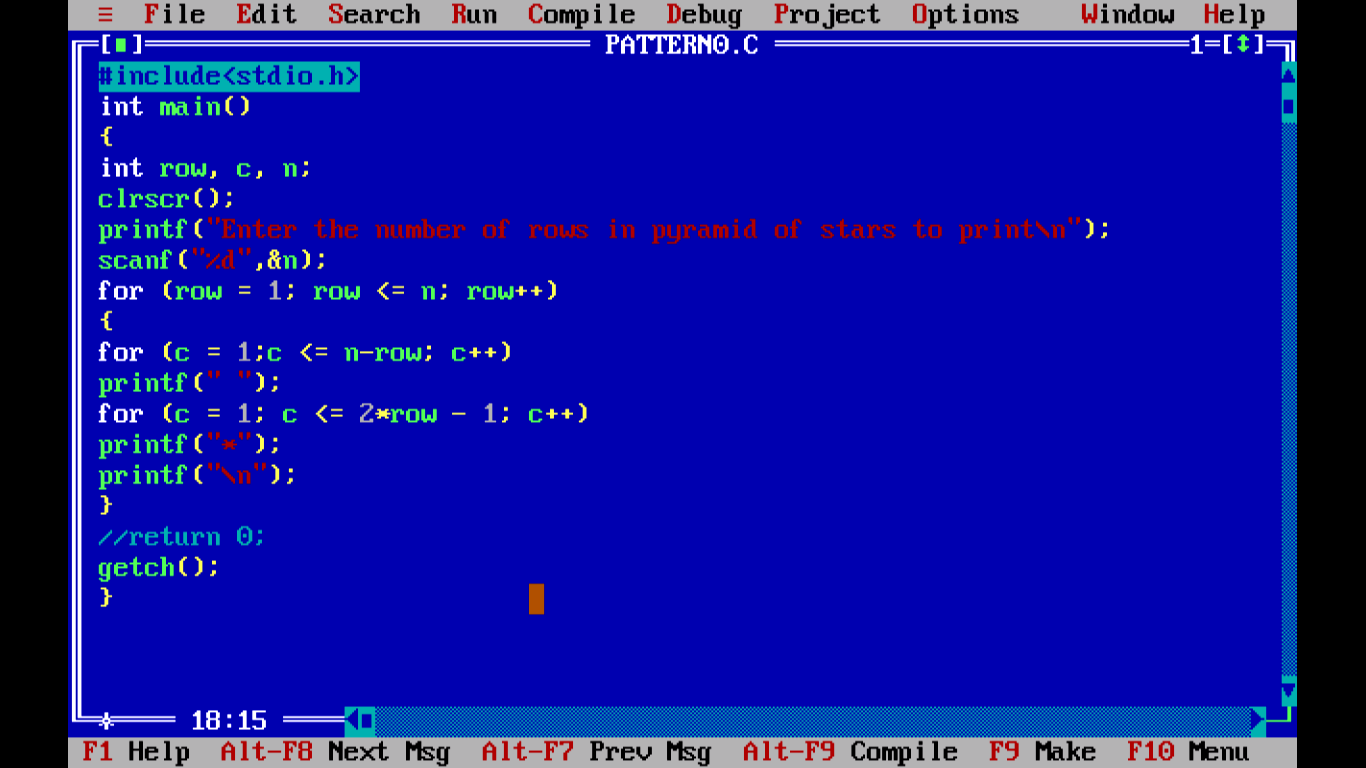 ≡ File Edit Search Run Compile Debug Project Options Window Help
[■] PATTERN0.C 1=[↕]
#include<stdio.h>
int main()
{
int row, c, n;
clrscr();
printf("Enter the number of rows in pyramid of stars to print\n");
scanf("%d",&n);
for (row = 1; row <= n; row++)
{
for (c = 1;c <= n-row; c++)
printf(" ");
for (c = 1; c <= 2*row - 1; c++)
printf("*");
printf("\n");
}
//return 0;
getch();
}
18:15
F1 Help Alt-F8 Next Msg Alt-F7 Prev Msg Alt-F9 Compile F9 Make F10 Menu